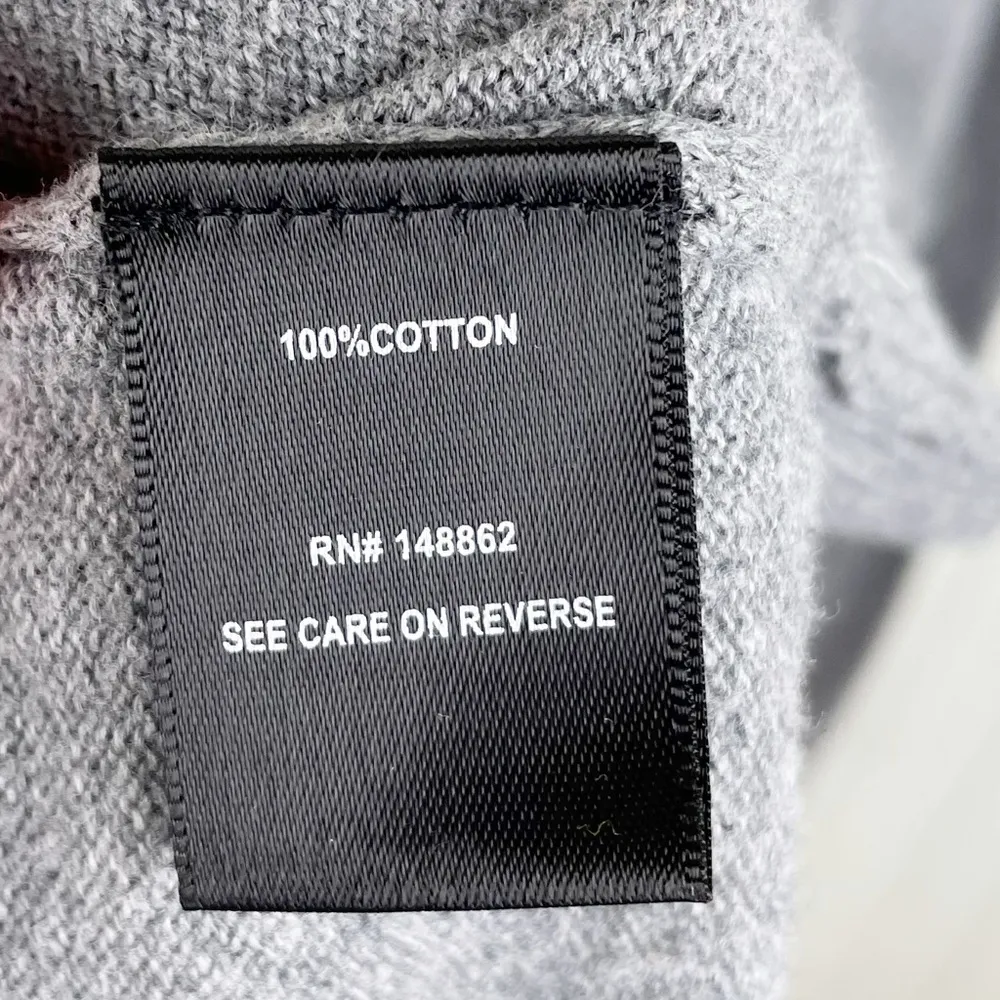 100%COTTON
RN# 148862
SEE CARE ON REVERSE